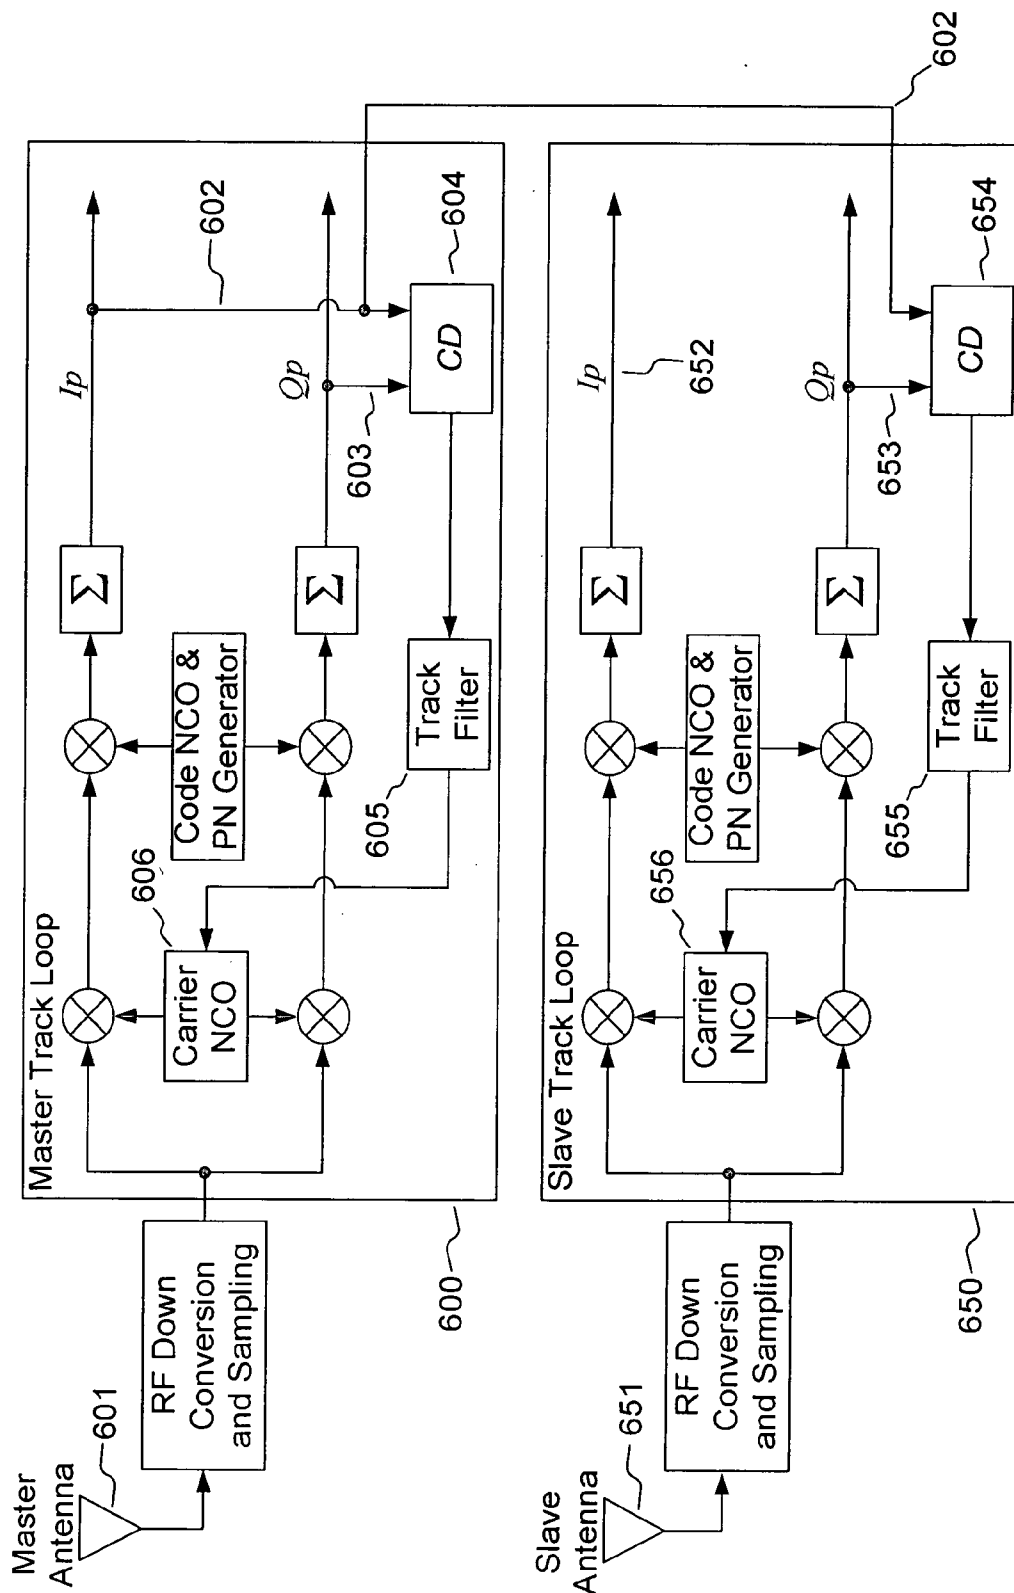 Master
Antenna
601
RF Down
Conversion
and Sampling
600
Master Track Loop
Carrier
NCO
606
Code NCO &
PN Generator
Σ
Σ
Ip
Qp
602
603
CD
604
Track
Filter
605
602
Slave
Antenna
651
RF Down
Conversion
and Sampling
650
Slave Track Loop
Carrier
NCO
656
Code NCO &
PN Generator
Σ
Σ
Ip
652
Qp
653
CD
654
Track
Filter
655